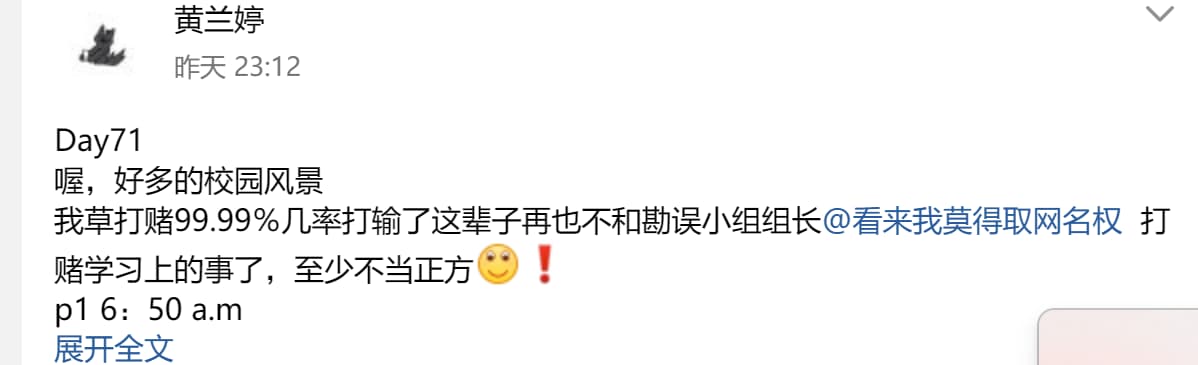 黄兰婷
昨天 23:12
Day71
喔，好多的校园风景
我草打赌99.99%几率打输了这辈子再也不和勘误小组组长@看来我莫得取网名权 打
赌学习上的事了，至少不当正方
p1 6：50 a.m
展开全文